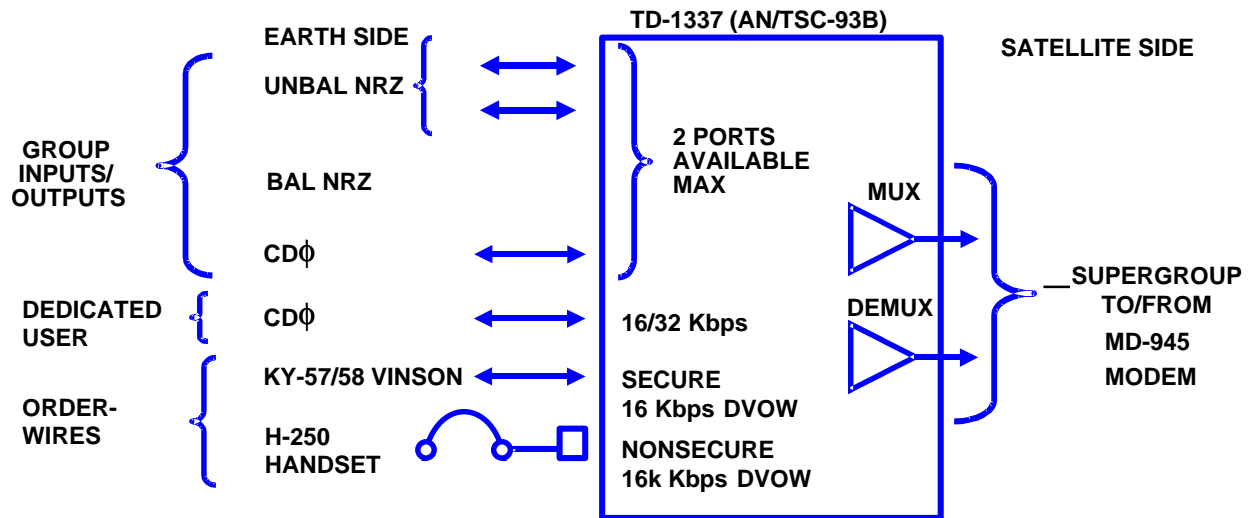 TD-1337 (AN/TSC-93B)
EARTH SIDE
SATELLITE SIDE
UNBAL NRZ
GROUP
INPUTS/
OUTPUTS
BAL NRZ
CDϕ
2 PORTS
AVAILABLE
MAX
MUX
DEMUX
SUPERGROUP
TO/FROM
MD-945
MODEM
DEDICATED
USER
CDϕ
16/32 Kbps
ORDER-
WIRES
KY-57/58 VINSON
SECURE
16 Kbps DVOW
H-250
HANDSET
NONSECURE
16k Kbps DVOW